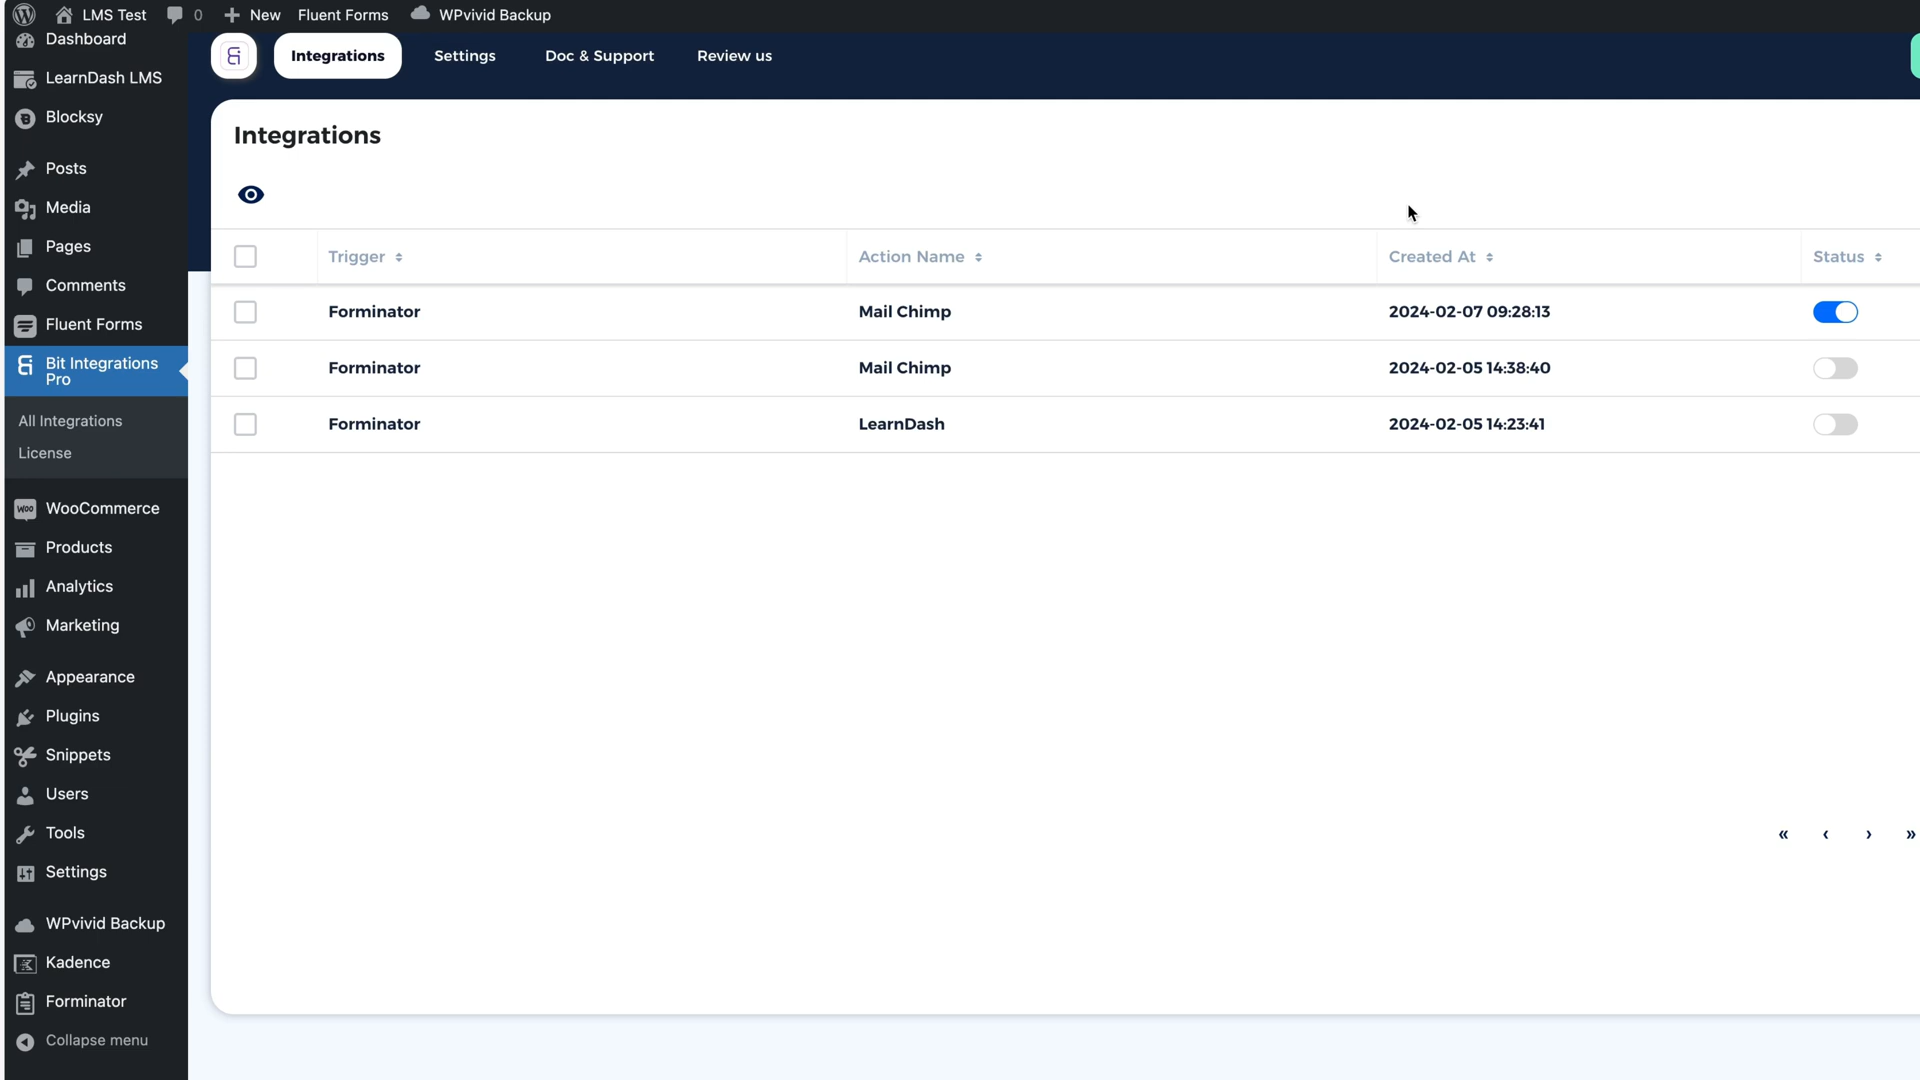 LMS Test 0 New Fluent Forms WPvivid Backup
Dashboard
LearnDash LMS
Blocksy
Posts
Media
Pages
Comments
Fluent Forms
Bit Integrations
Pro
All Integrations
License
WooCommerce
Products
Analytics
Marketing
Appearance
Plugins
Snippets
Users
Tools
Settings
WPvivid Backup
Kadence
Forminator
Collapse menu
Integrations Settings Doc & Support Review us
Integrations
Trigger Action Name Created At Status
Forminator Mail Chimp 2024-02-07 09:28:13
Forminator Mail Chimp 2024-02-05 14:38:40
Forminator LearnDash 2024-02-05 14:23:41
« ‹ › »